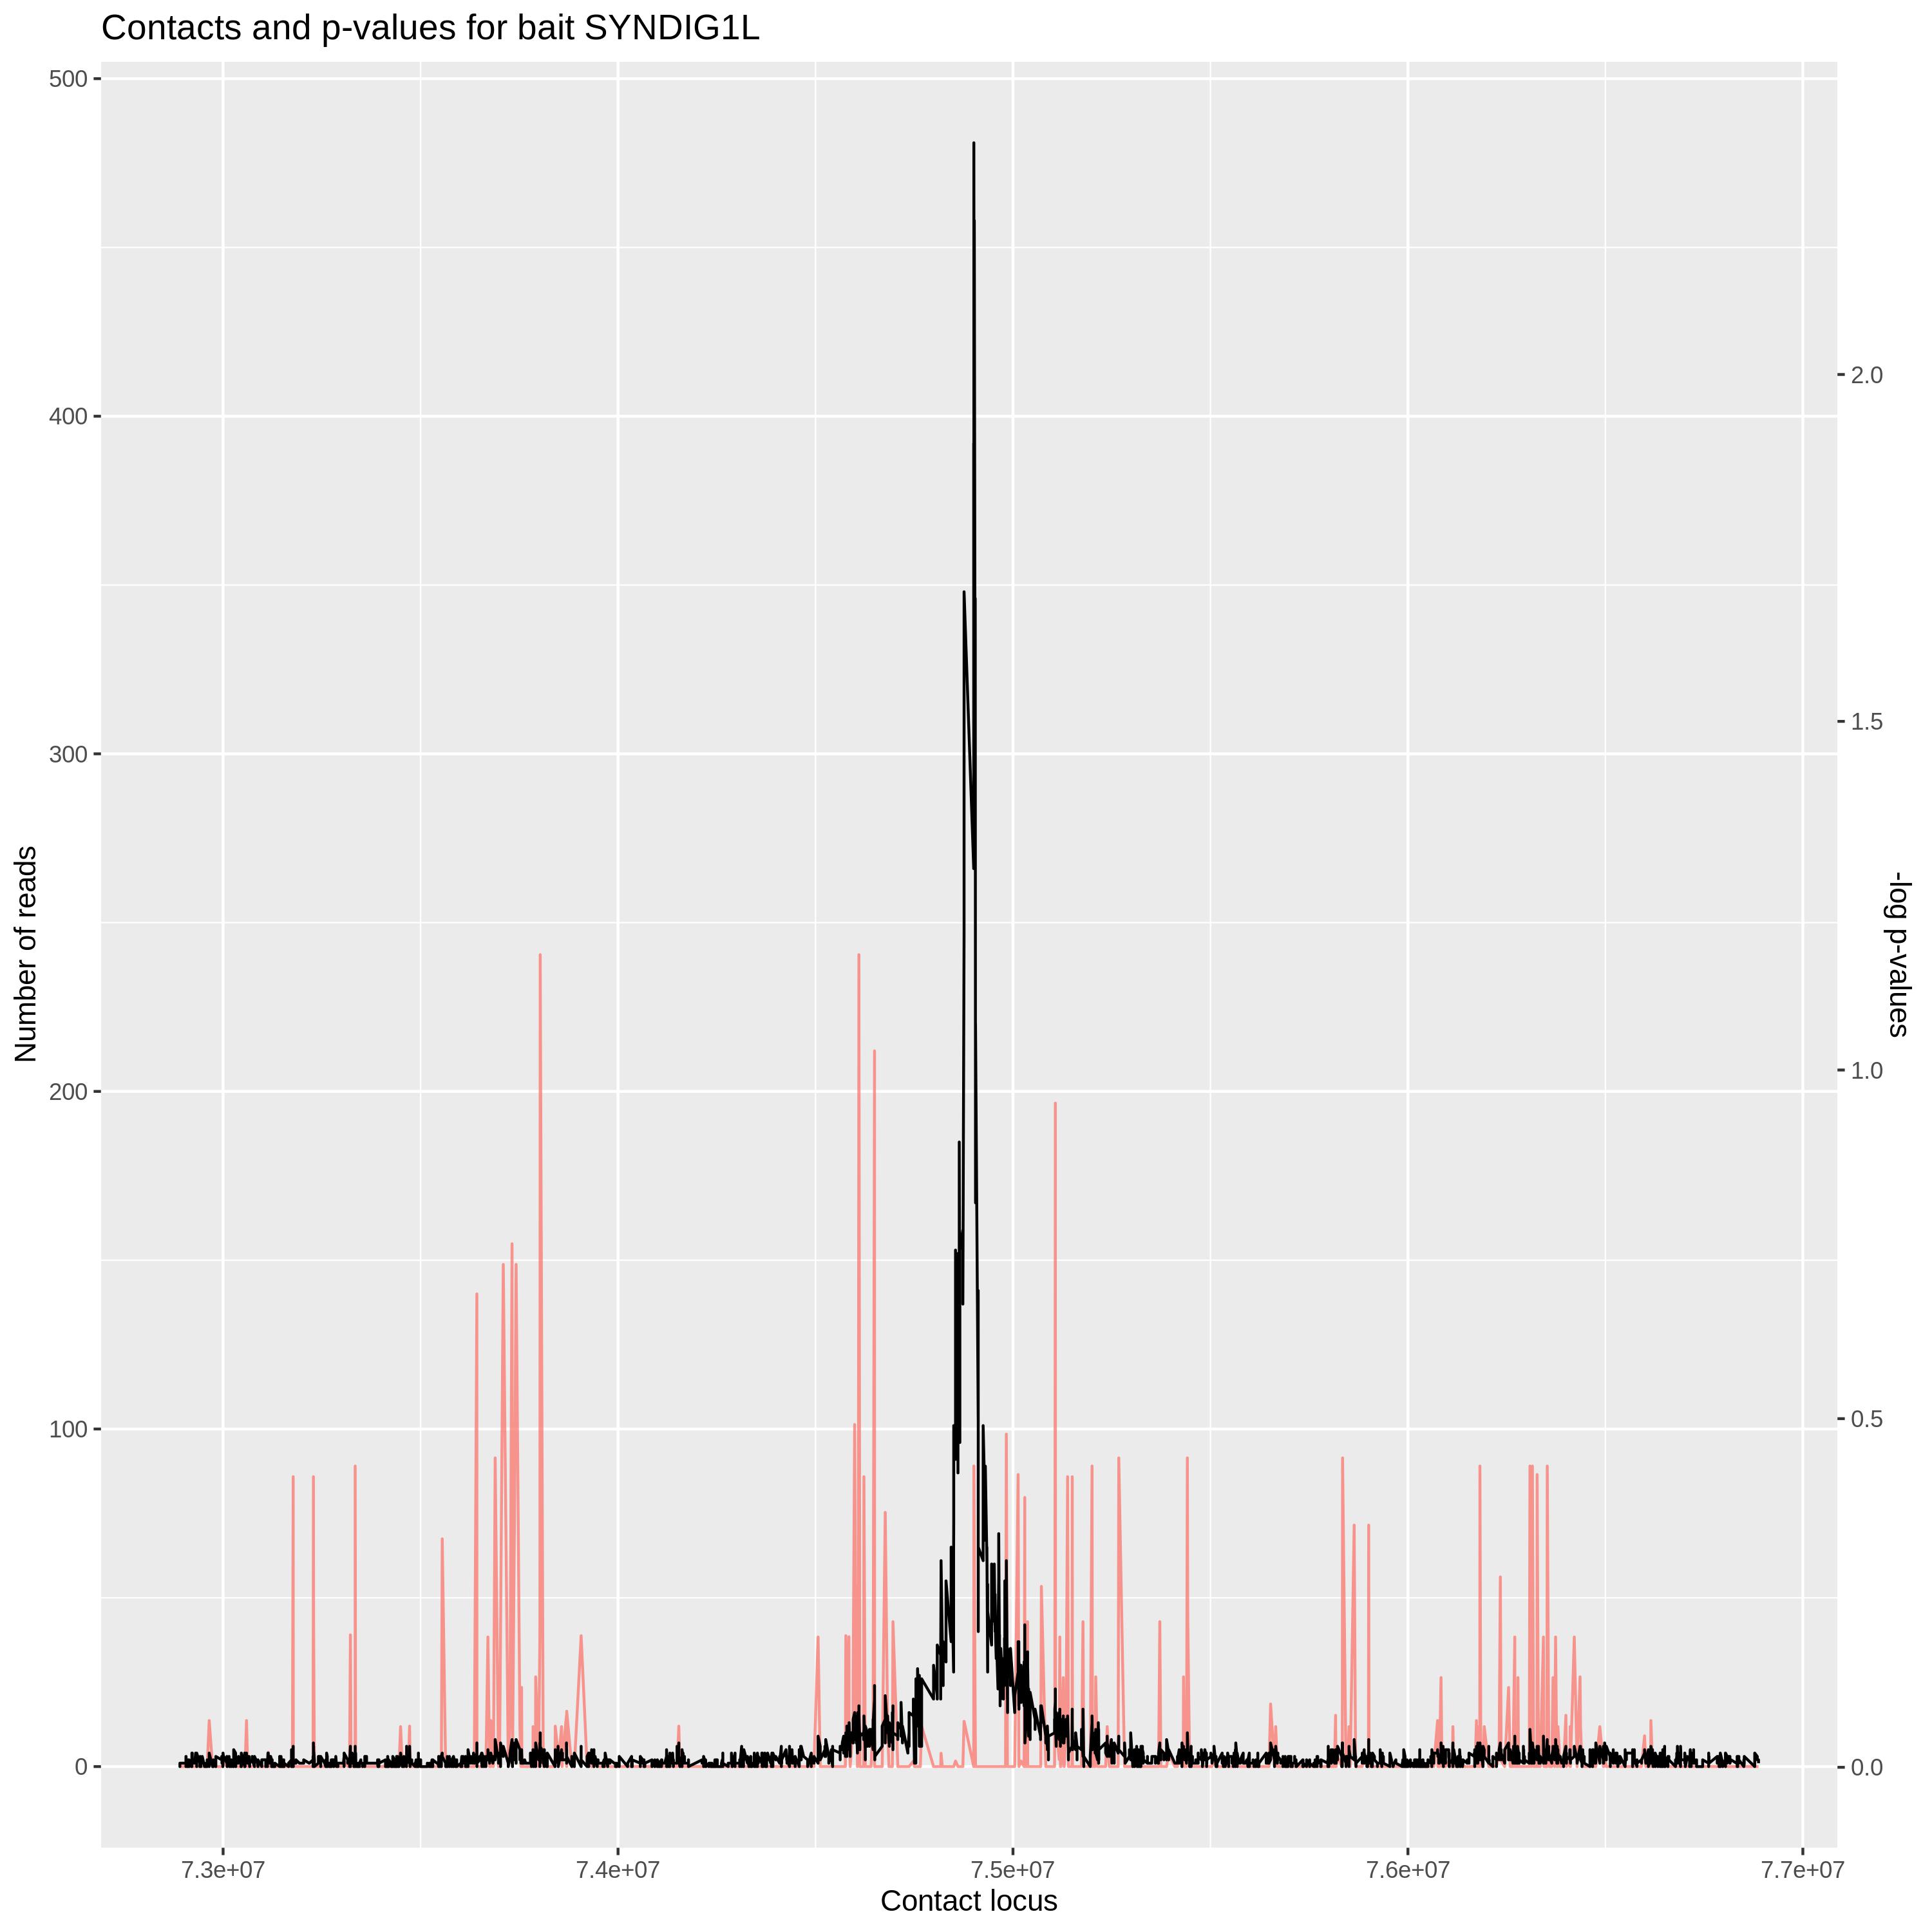 Contacts and p-values for bait SYNDIG1L
500
400
300
200
100
0
Number of reads
2.0
1.5
1.0
0.5
0.0
-log p-values
7.3e+07 7.4e+07 7.5e+07 7.6e+07 7.7e+07
Contact locus